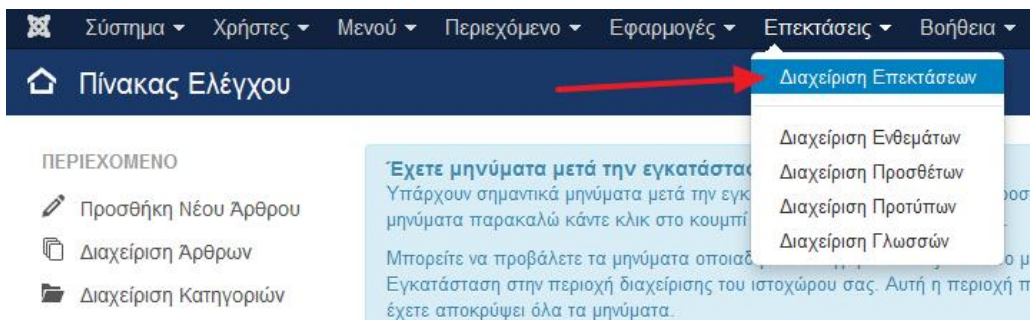 Σύστημα Χρήστες Μενού Περιεχόμενο Εφαρμογές Επεκτάσεις Βοήθεια
Πίνακας Ελέγχου
Διαχείριση Επεκτάσεων
Διαχείριση Ενθεμάτων
Διαχείριση Προσθέτων
Διαχείριση Προτύπων
Διαχείριση Γλωσσών
ΠΕΡΙΕΧΟΜΕΝΟ
Προσθήκη Νέου Άρθρου
Διαχείριση Άρθρων
Διαχείριση Κατηγοριών
Έχετε μηνύματα μετά την
Υπάρχουν σημαντικά μηνύματα μετά την
μηνύματα παρακαλώ κάντε κλικ στο κουμπί
Μπορείτε να προβάλετε τα μηνύματα
Εγκατάσταση στην περιοχή διαχείρισης του ιστοχώρου σας. Αυτή η περιοχή
έχετε αποκρύψει όλα τα μηνύματα.